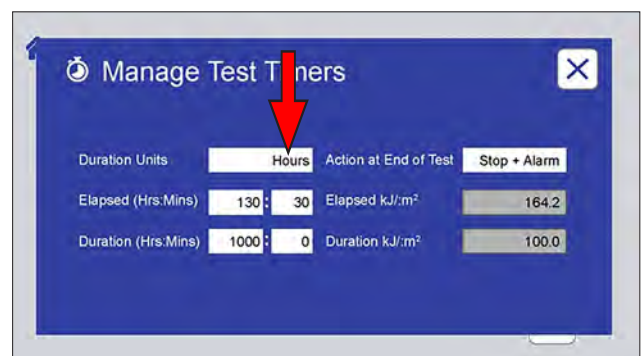 Manage Test Timers
Duration Units Hours Action at End of Test Stop + Alarm
Elapsed (Hrs:Mins) 130 : 30 Elapsed kJ/:m² 164.2
Duration (Hrs:Mins) 1000 : 0 Duration kJ/:m² 100.0